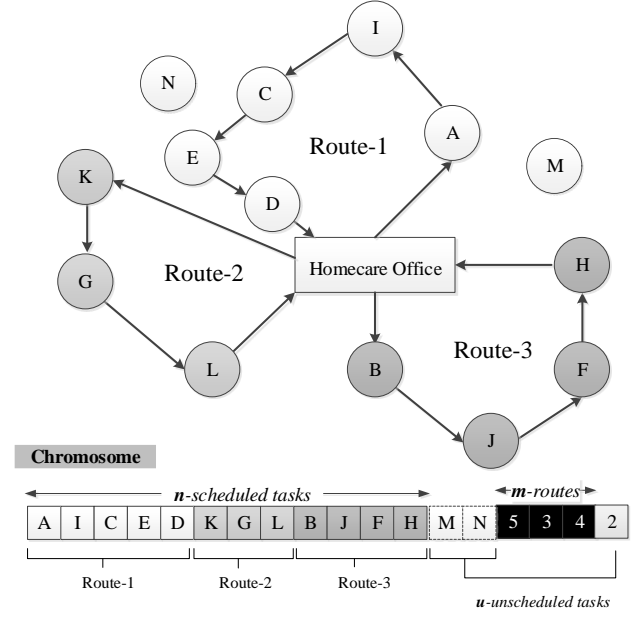 I
N
C
A
Route-1
E
M
K
D
H
Route-2
Homecare Office
G
Route-3
L
B
F
J
Chromosome
n-scheduled tasks
m-routes
A I C E D K G L B J F H M N 5 3 4 2
Route-1 Route-2 Route-3
u-unscheduled tasks